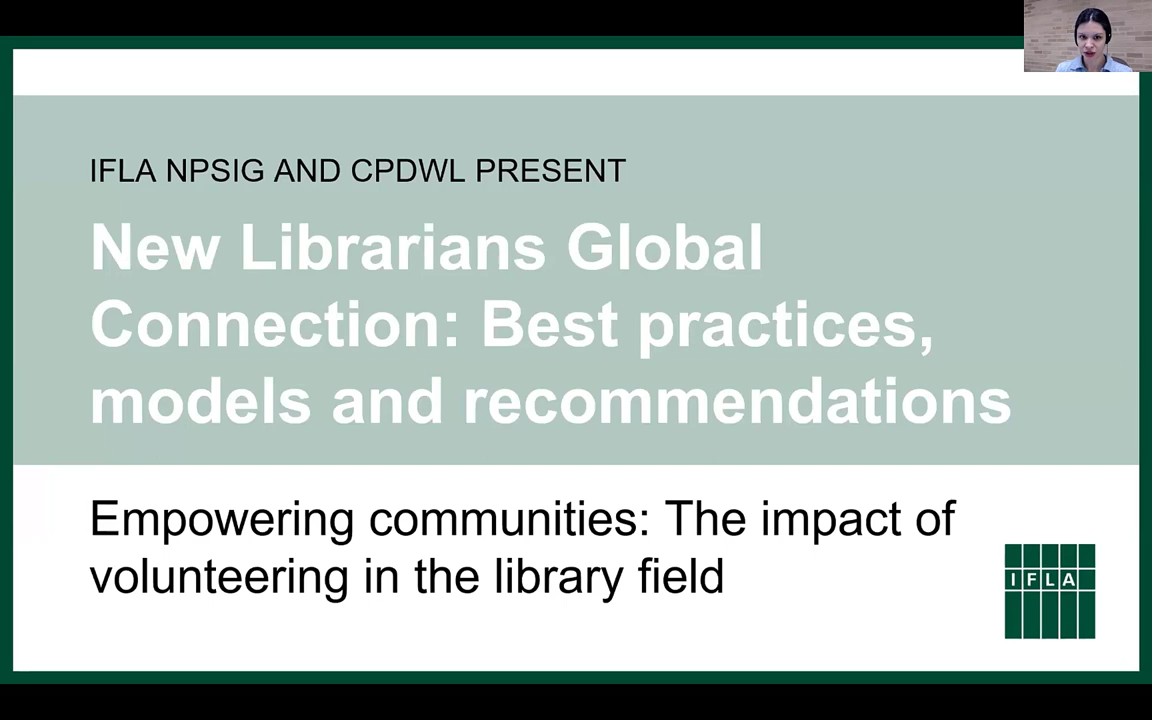 IFLA NPSIG AND CPDWL PRESENT
New Librarians Global
Connection: Best practices,
models and recommendations
Empowering communities: The impact of
volunteering in the library field
IFLA